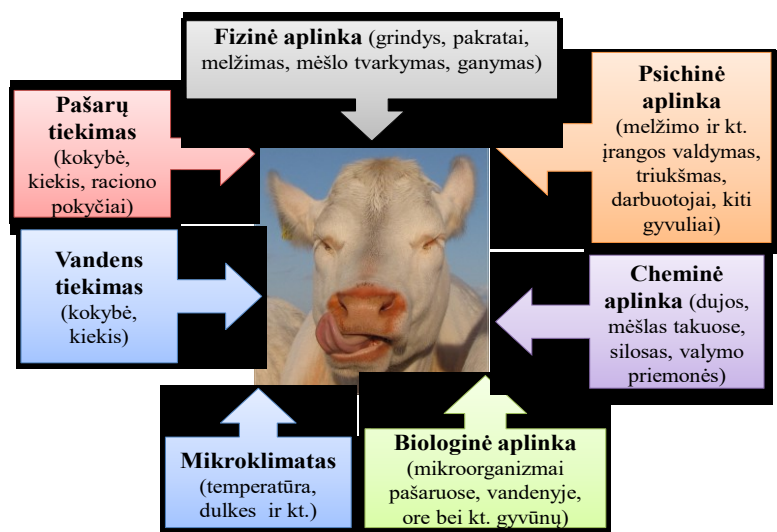 Fizinė aplinka (grindys, pakratai,
melžimas, mėšlo tvarkymas, ganymas)
Pašarų
tiekimas
(kokybė,
kiekis, raciono
pokyčiai)
Psichinė
aplinka
(melžimo ir kt.
įrangos valdymas,
triukšmas,
darbuotojai, kiti
gyvuliai)
Vandens
tiekimas
(kokybė,
kiekis)
Cheminė
aplinka (dujos,
mėšlas takuose,
silosas, valymo
priemonės)
Mikroklimatas
(temperatūra,
dulkes ir kt.)
Biologinė aplinka
(mikroorganizmai
pašaruose, vandenyje,
ore bei kt. gyvūnų)